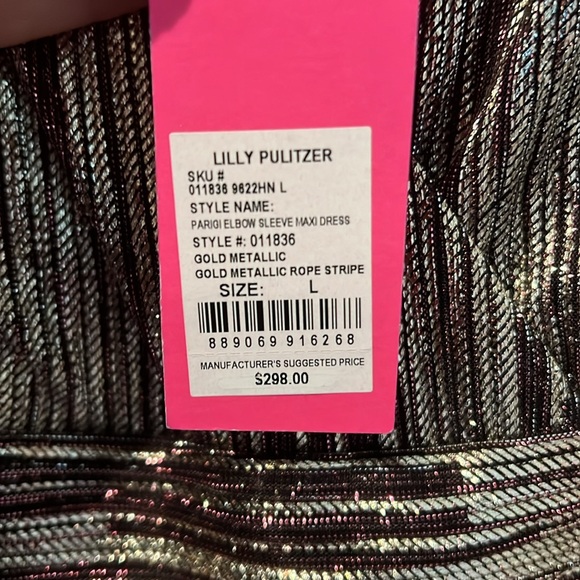 LILLY PULITZER
SKU #
011836 9622HN L
STYLE NAME:
PARIGI ELBOW SLEEVE MAXI DRESS
STYLE #: 011836
GOLD METALLIC
GOLD METALLIC ROPE STRIPE
SIZE: L
889069 916268
MANUFACTURER'S SUGGESTED PRICE
$298.00